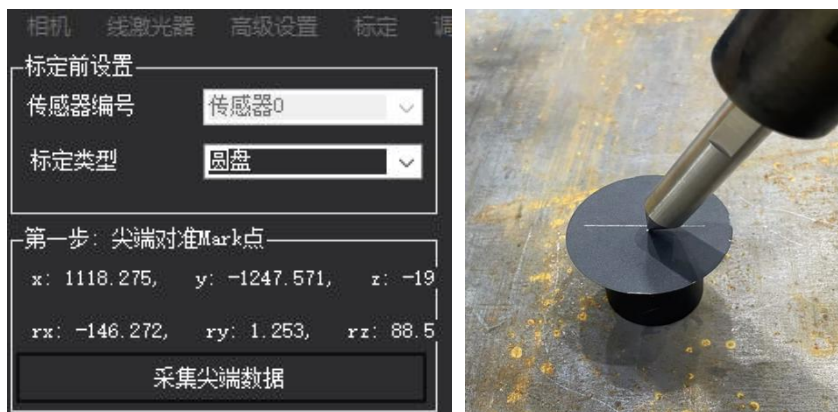 相机 线激光器 高级设置 标定 调
标定前设置
传感器编号 传感器0
标定类型 圆盘
第一步: 尖端对准Mark点
x: 1118.275, y: -1247.571, z: -19
rx: -146.272, ry: 1.253, rz: 88.5
采集尖端数据